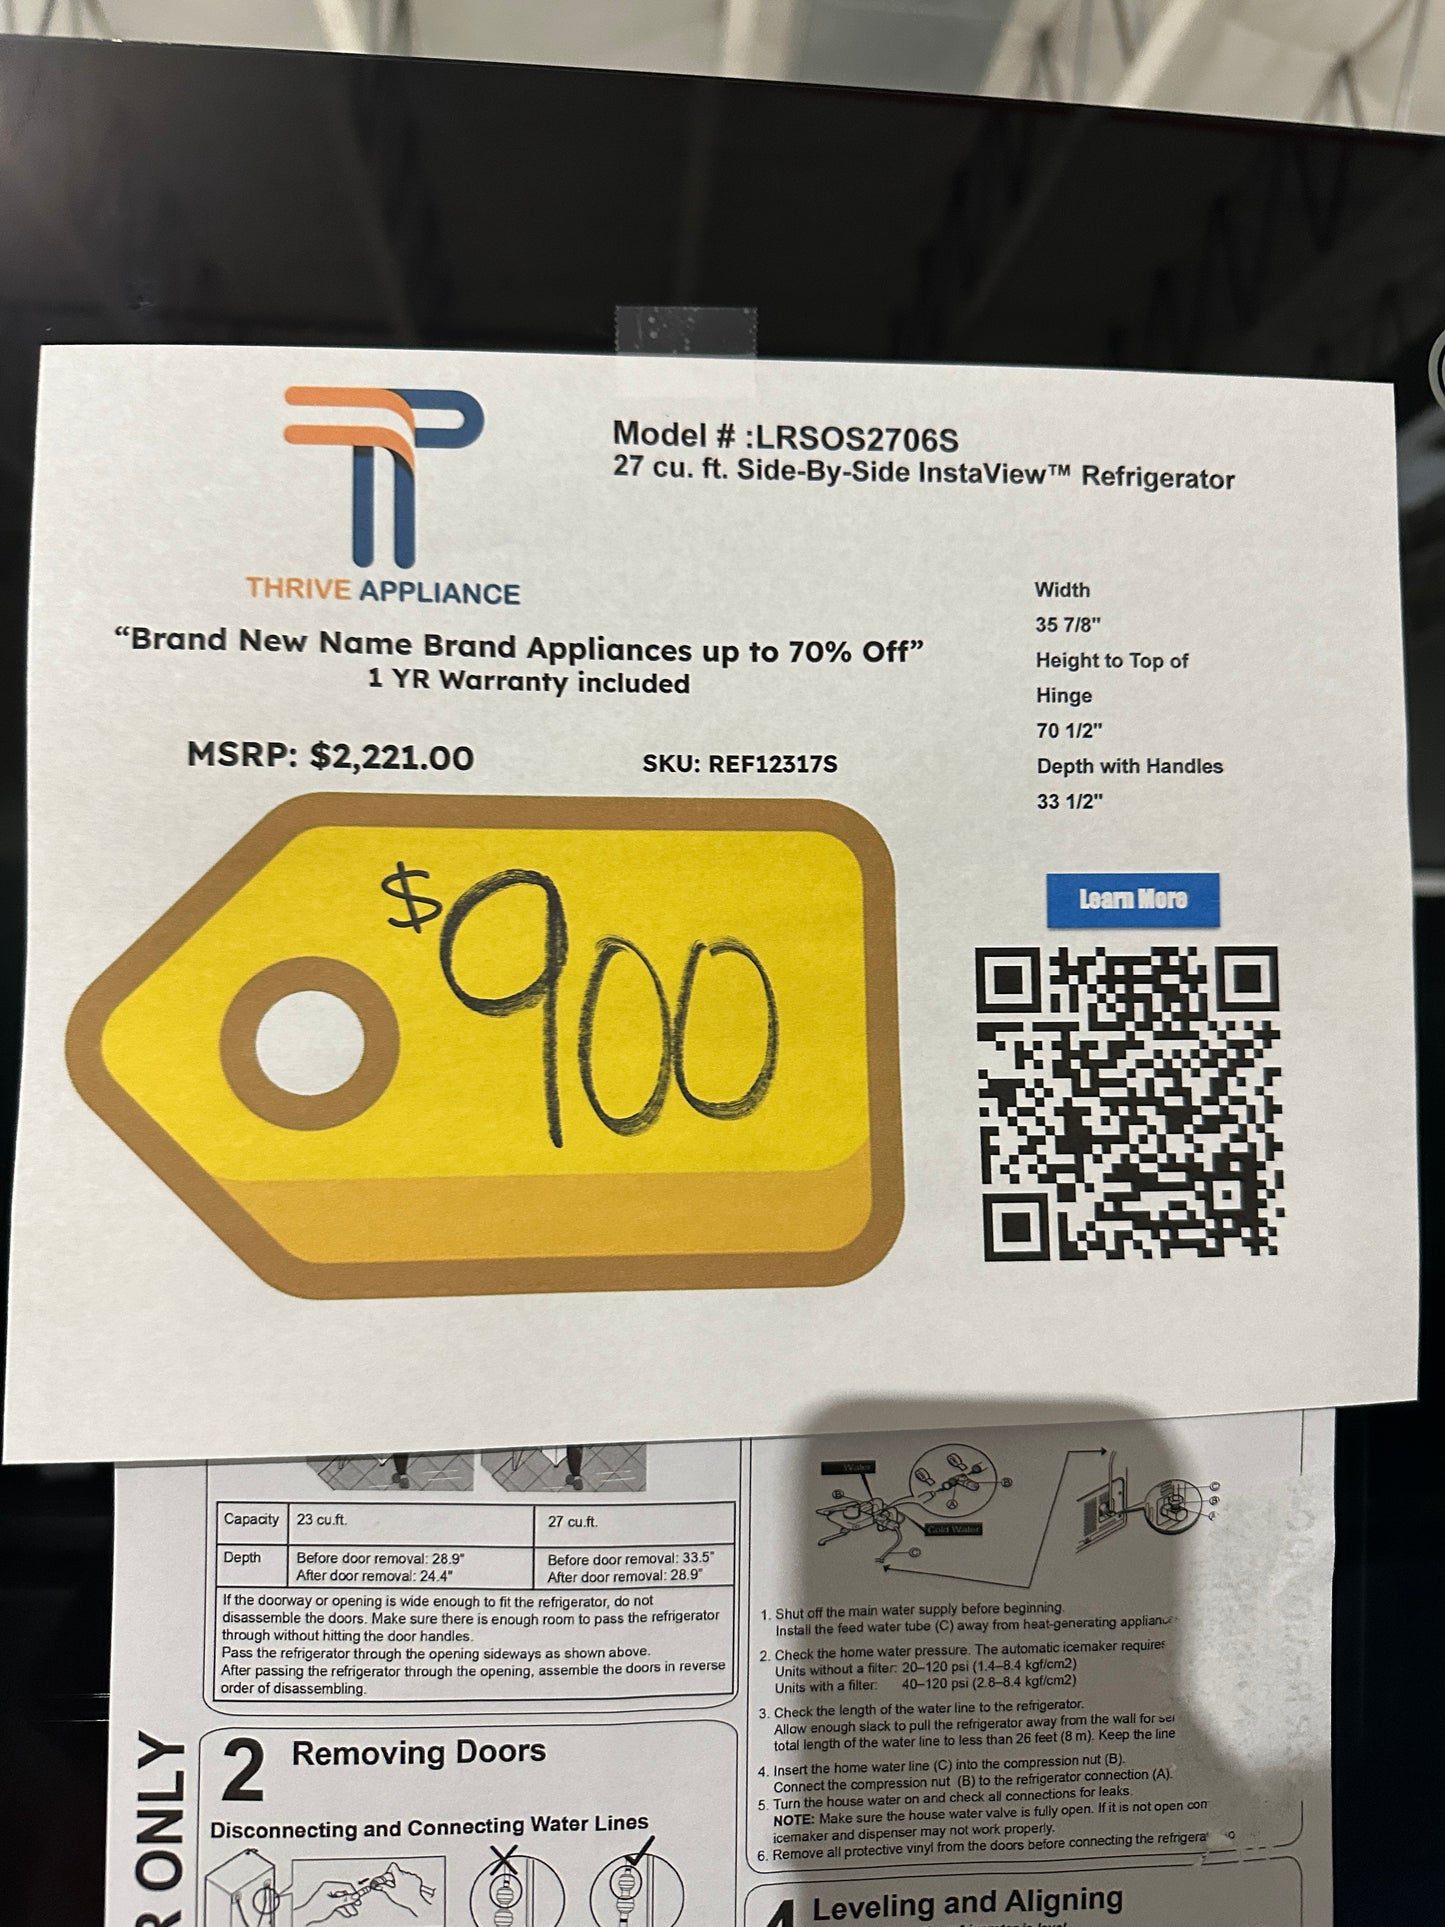 THRIVE APPLIANCE
Model # :LRSOS2706S
27 cu. ft. Side-By-Side InstaView™ Refrigerator
“Brand New Name Brand Appliances up to 70% Off”
1 YR Warranty included
MSRP: $2,221.00
SKU: REF12317S
Width
35 7/8"
Height to Top of
Hinge
70 1/2"
Depth with Handles
33 1/2"
$900
Learn More
Capacity 23 cu.ft. 27 cu.ft.
Depth Before door removal: 28.9" Before door removal: 33.5"
After door removal: 24.4" After door removal: 28.9"
If the doorway or opening is wide enough to fit the refrigerator, do not
disassemble the doors. Make sure there is enough room to pass the refrigerator
through without hitting the door handles.
Pass the refrigerator through the opening sideways as shown above.
After passing the refrigerator through the opening, assemble the doors in reverse
order of disassembling.
2 Removing Doors
Disconnecting and Connecting Water Lines
R ONLY
Water
Cold Water
A
B
C
1. Shut off the main water supply before beginning.
Install the feed water tube (C) away from heat-generating
2. Check the home water pressure. The automatic icemaker requires
Units without a filter: 20–120 psi (1.4–8.4 kgf/cm2)
Units with a filter: 40–120 psi (2.8–8.4 kgf/cm2)
3. Check the length of the water line to the refrigerator.
Allow enough slack to pull the refrigerator away from the wall for
total length of the water line to less than 26 feet (8 m). Keep the line
4. Insert the home water line (C) into the compression nut (B).
Connect the compression nut (B) to the refrigerator connection (A).
5. Turn the house water on and check all connections for leaks.
NOTE: Make sure the house water valve is fully open. If it is not open
icemaker and dispenser may not work properly.
6. Remove all protective vinyl from the doors before connecting the
4 Leveling and Aligning